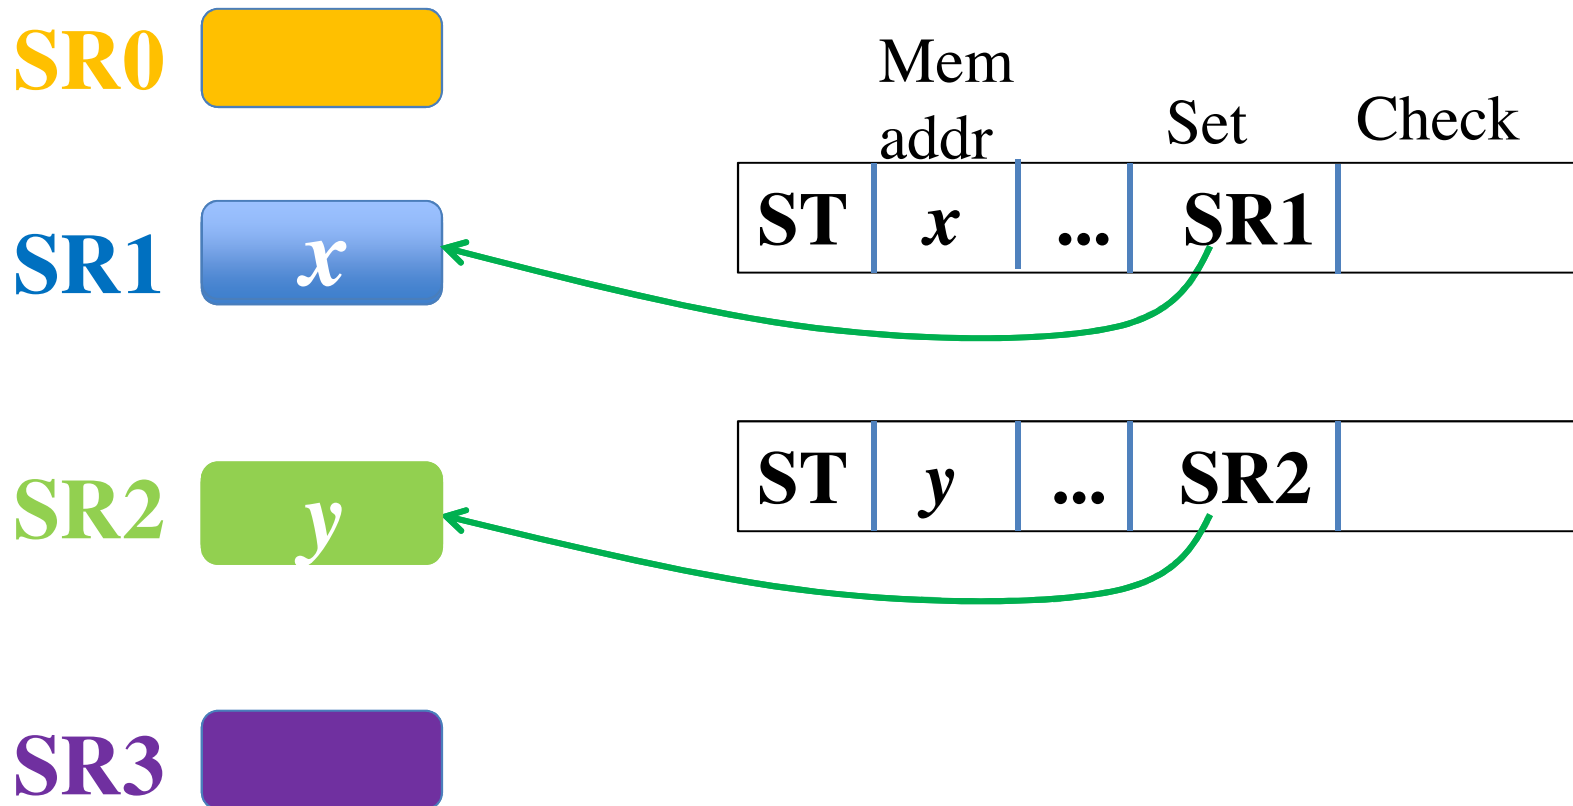 SR0
Mem
addr
Set
Check
SR1
x
ST x ... SR1
SR2
y
ST y ... SR2
SR3